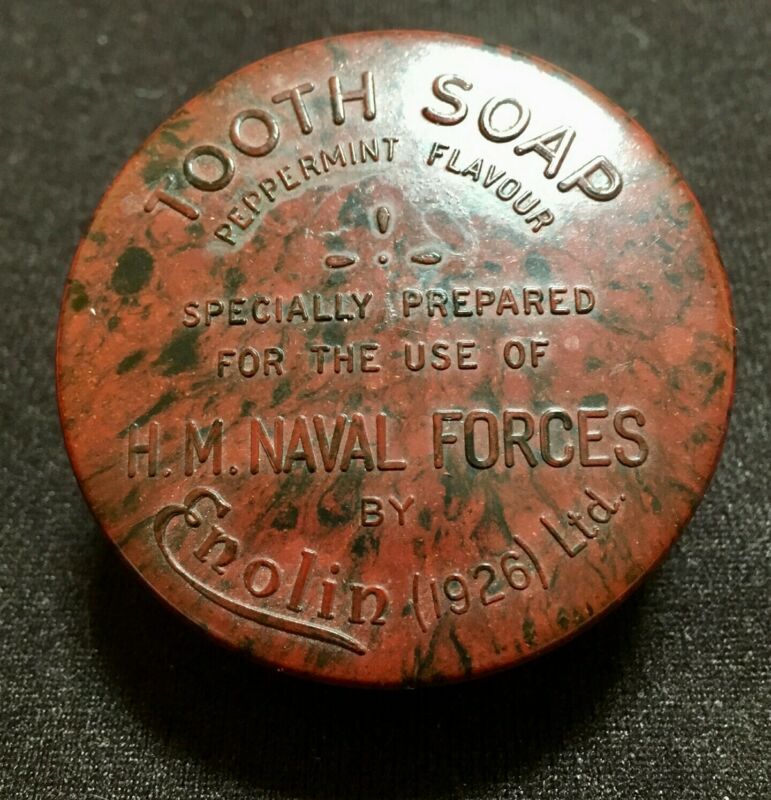 TOOTH SOAP
PEPPERMINT FLAVOUR
SPECIALLY PREPARED
FOR THE USE OF
H.M. NAVAL FORCES
BY
Enolin (1926) Ltd.